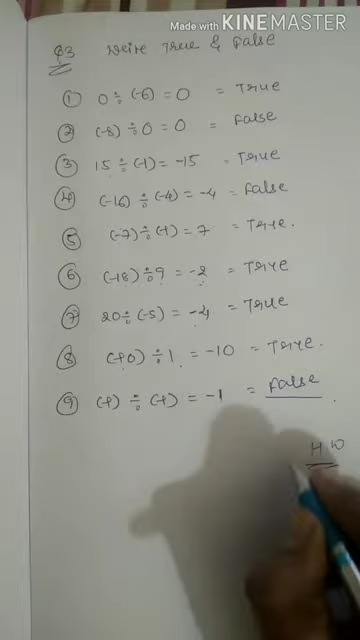 Made with KINEMASTER
Q3 Write True & False
① 0 ÷ (-6) = 0 = True
② (-8) ÷ 0 = 0 = False
③ 15 ÷ (-1) = -15 = True
④ (-16) ÷ (-4) = -4 = False
⑤ (-7) ÷ (-1) = 7 = True.
⑥ (-18) ÷ 9 = -2 = True
⑦ 20 ÷ (-5) = -4 = True
⑧ (-10) ÷ 1 = -10 = True.
⑨ (-1) ÷ (-1) = -1 = False.
H W